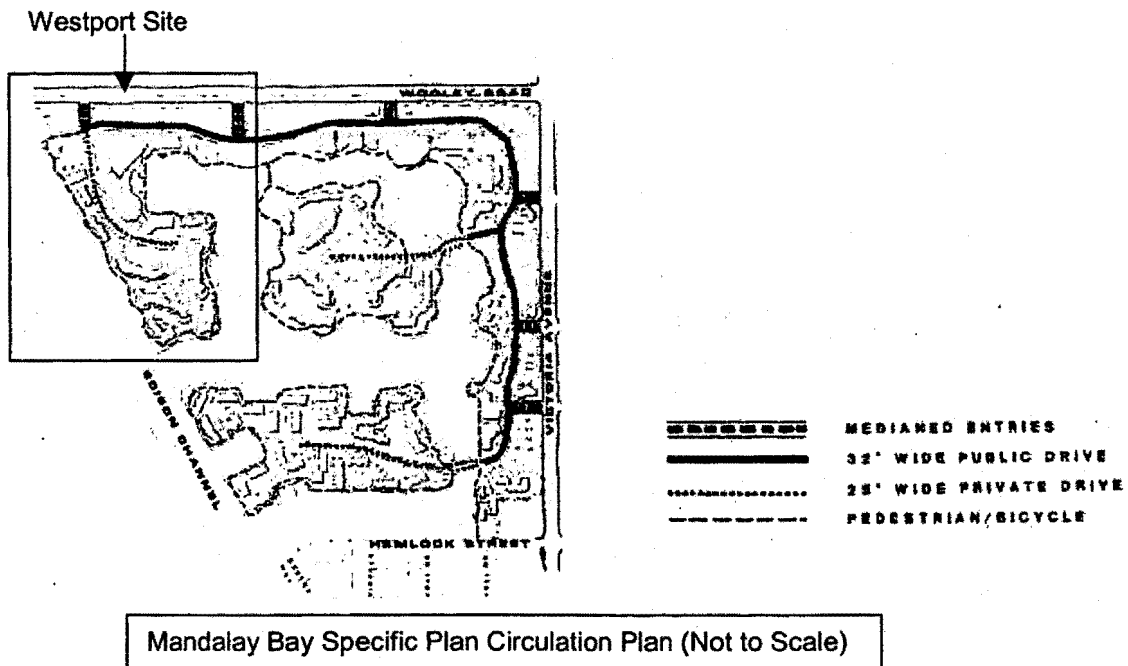 Westport Site
WOOLEY ROAD
VICTORIA AVENUE
EDISON CHANNEL
HEMLOCK STREET
MEDIANED ENTRIES
32' WIDE PUBLIC DRIVE
25' WIDE PRIVATE DRIVE
PEDESTRIAN/BICYCLE
Mandalay Bay Specific Plan Circulation Plan (Not to Scale)